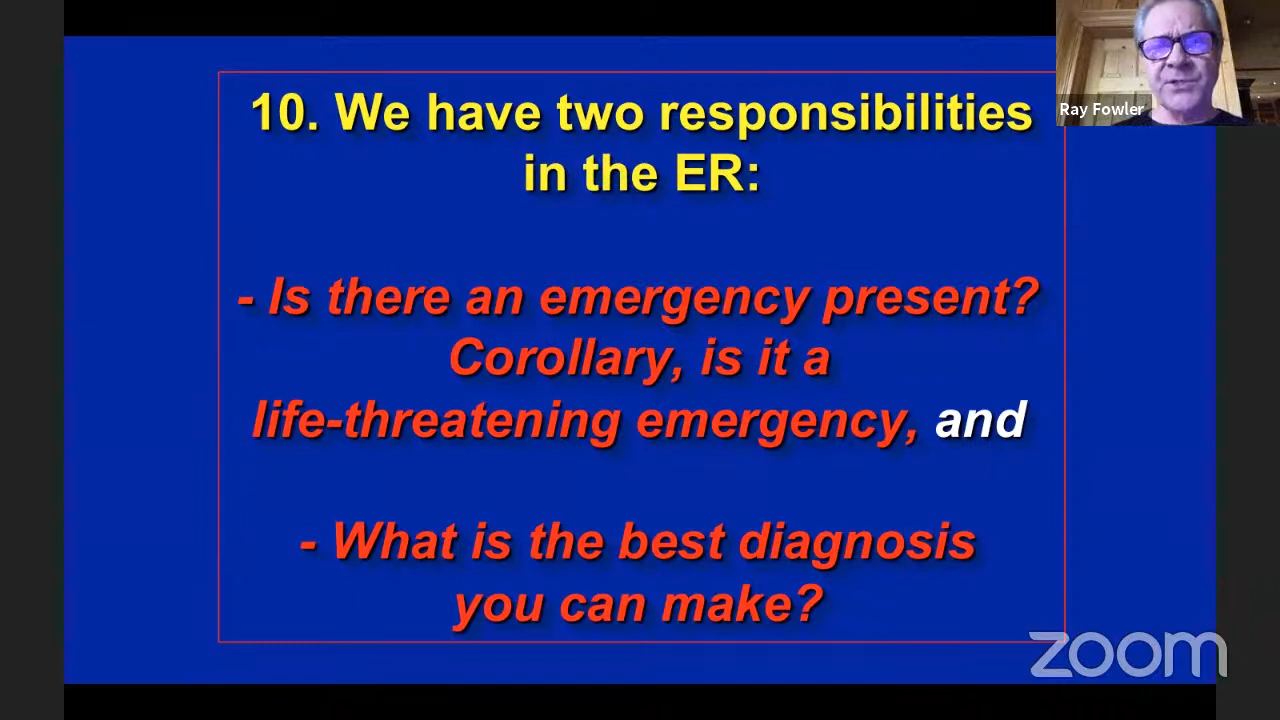 10. We have two responsibilities
in the ER:
- Is there an emergency present?
Corollary, is it a
life-threatening emergency, and
- What is the best diagnosis
you can make?
Ray Fowler
zoom